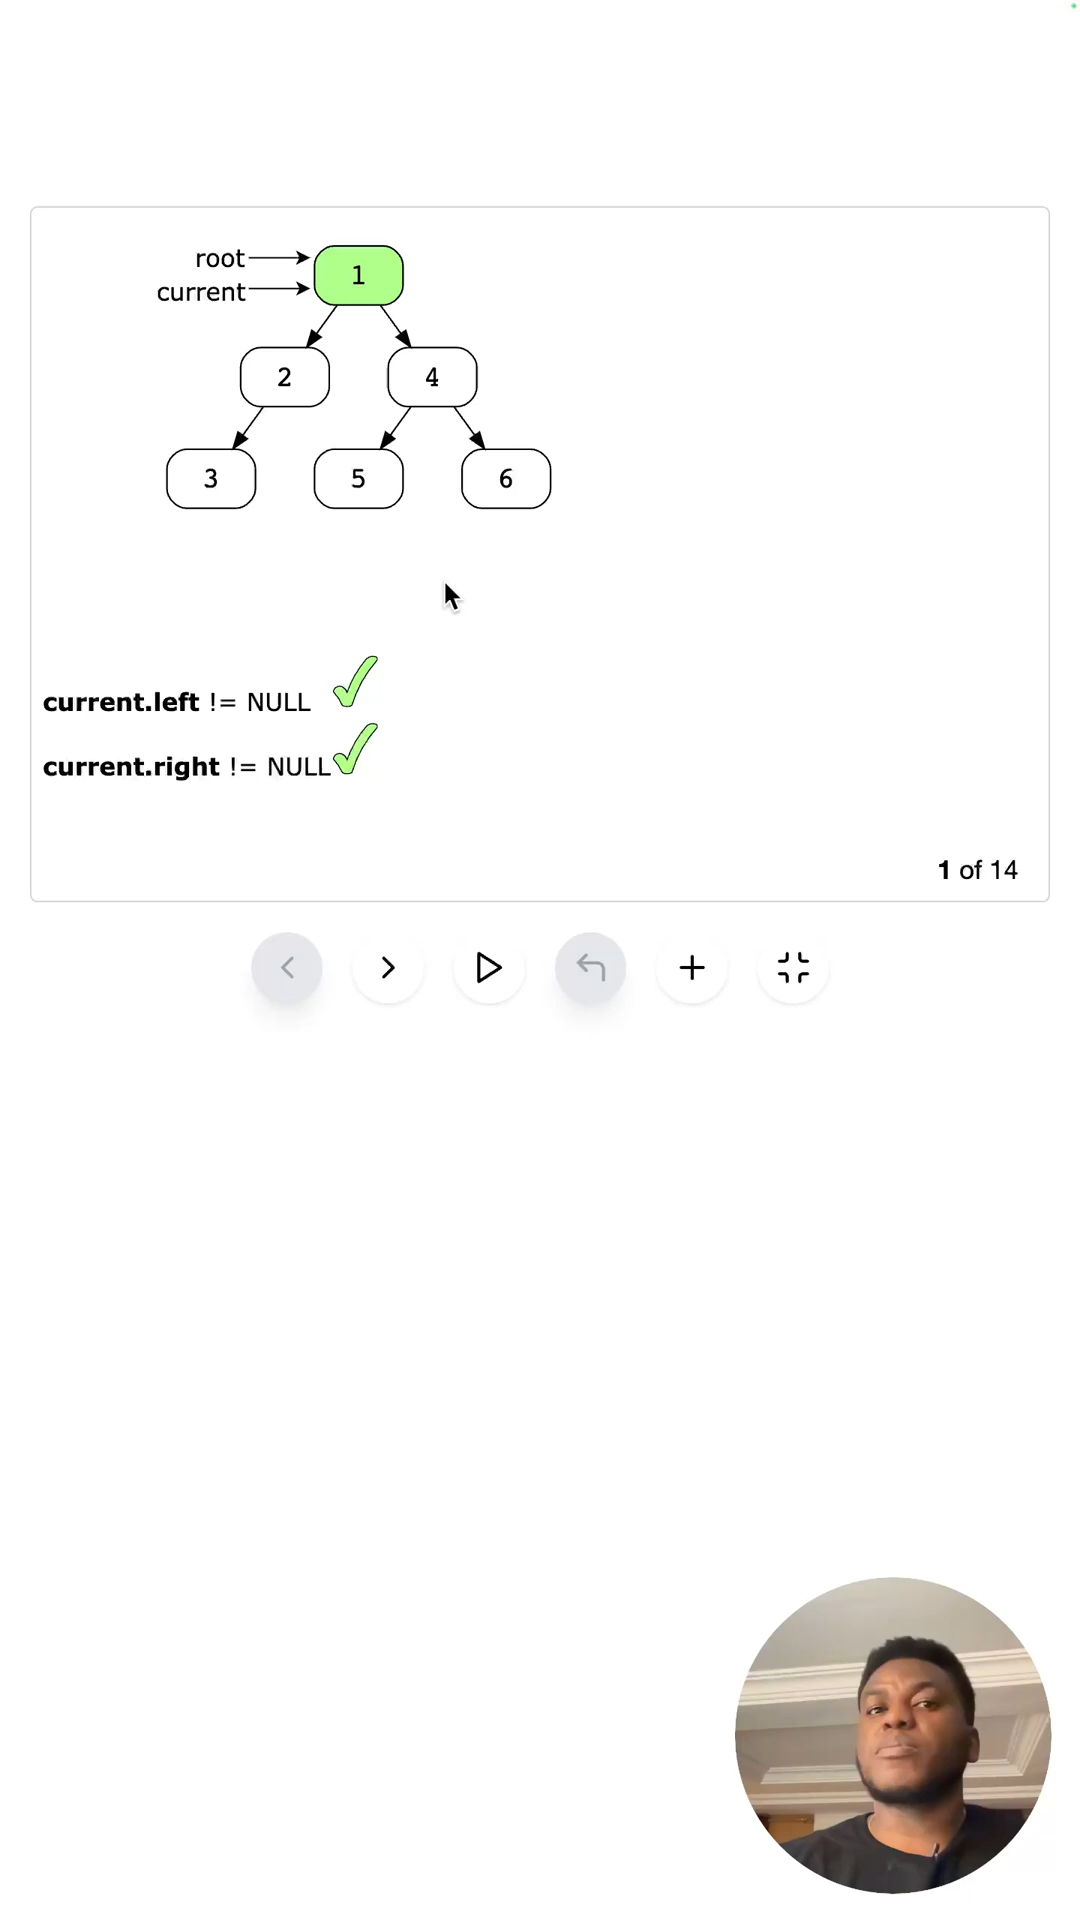 root
current
1
2
4
3
5
6
current.left != NULL
current.right != NULL
1 of 14